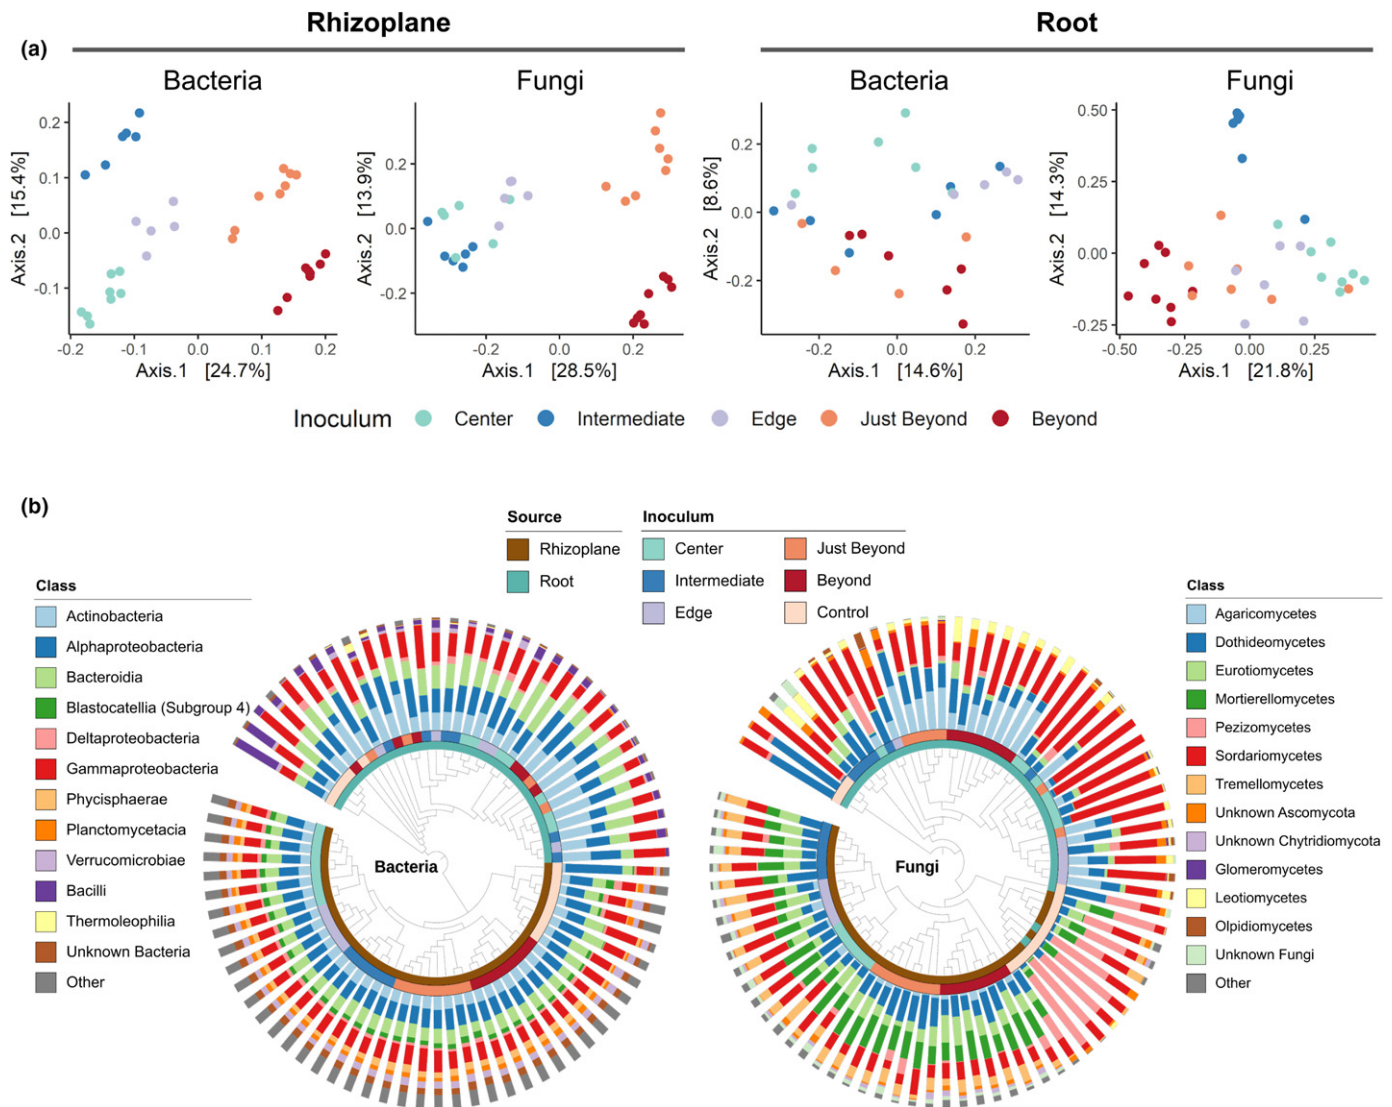 Rhizoplane
Root
(a)
Bacteria
Fungi
Bacteria
Fungi
Axis.2 [15.4%]
0.2
0.1
0.0
-0.1
-0.2
-0.1
0.0
0.1
0.2
Axis.1 [24.7%]
Axis.2 [13.9%]
0.2
0.0
-0.2
-0.2
0.0
0.2
Axis.1 [28.5%]
Axis.2 [8.6%]
0.2
0.0
-0.2
-0.2
0.0
0.2
Axis.1 [14.6%]
Axis.2 [14.3%]
0.50
0.25
0.00
-0.25
-0.50
-0.25
0.00
0.25
Axis.1 [21.8%]
Inoculum Center Intermediate Edge Just Beyond Beyond
(b)
Source
Rhizoplane
Root
Inoculum
Center
Intermediate
Edge
Just Beyond
Beyond
Control
Class
Actinobacteria
Alphaproteobacteria
Bacteroidia
Blastocatellia (Subgroup 4)
Deltaproteobacteria
Gammaproteobacteria
Phycisphaerae
Planctomycetacia
Verrucomicrobiae
Bacilli
Thermoleophilia
Unknown Bacteria
Other
Bacteria
Fungi
Class
Agaricomycetes
Dothideomycetes
Eurotiomycetes
Mortierellomycetes
Pezizomycetes
Sordariomycetes
Tremellomycetes
Unknown Ascomycota
Unknown Chytridiomycota
Glomeromycetes
Leotiomycetes
Olpidiomycetes
Unknown Fungi
Other